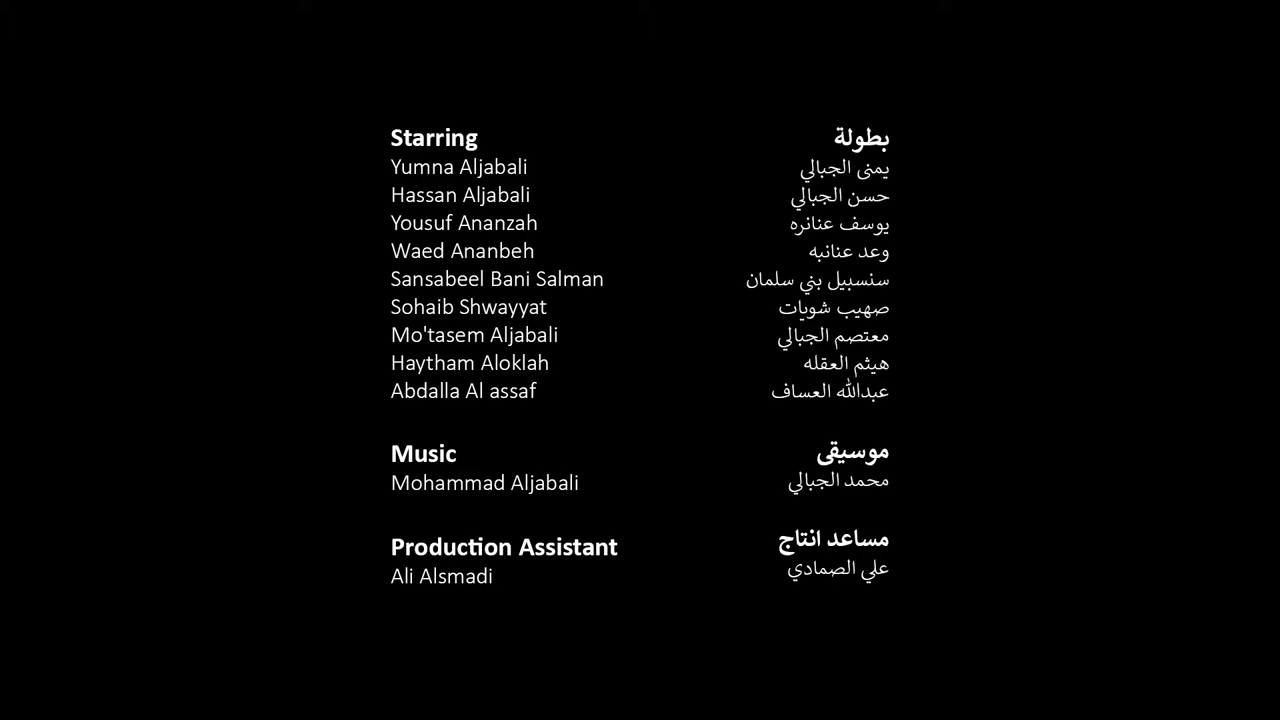 Starring
Yumna Aljabali
Hassan Aljabali
Yousuf Ananzah
Waed Ananbeh
Sansabeel Bani Salman
Sohaib Shwayyat
Mo'tasem Aljabali
Haytham Aloklah
Abdalla Al assaf
Music
Mohammad Aljabali
Production Assistant
Ali Alsmadi
بطولة
يمنى الجبالي
حسن الجبالي
يوسف عنانره
وعد عنانبه
سنسبيل بني سلمان
صهيب شويات
معتصم الجبالي
هيثم العقله
عبدالله العساف
موسيقى
محمد الجبالي
مساعد انتاج
علي الصمادي